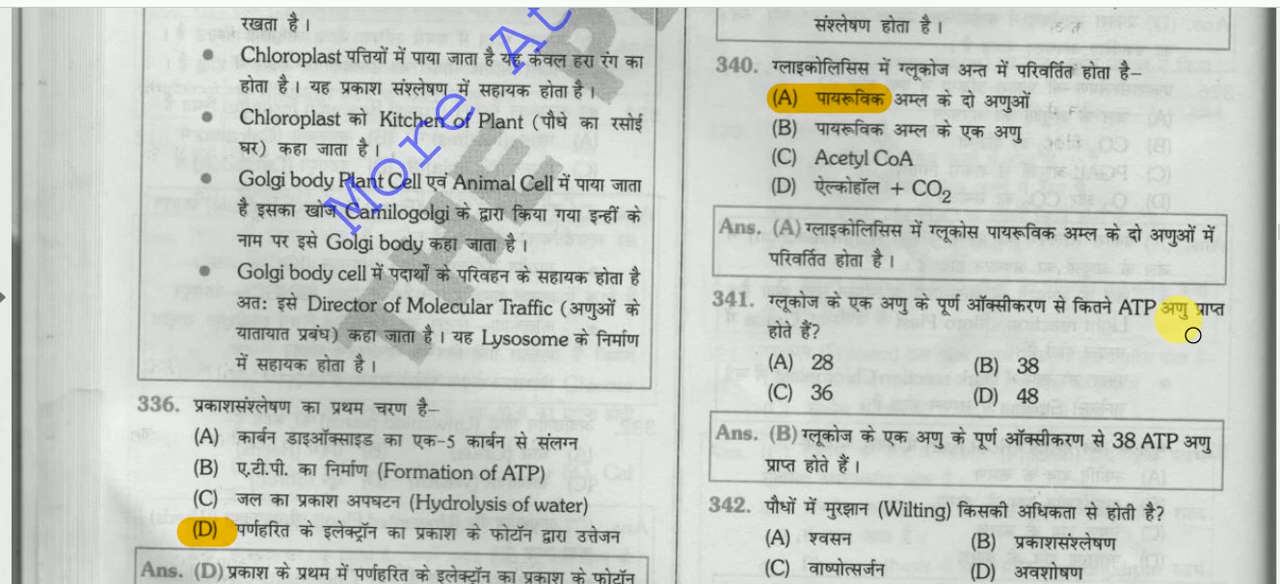 रखता है।
● Chloroplast पत्तियों में पाया जाता है यह केवल हरा रंग का
होता है। यह प्रकाश संश्लेषण में सहायक होता है।
● Chloroplast को Kitchen of Plant (पौधे का रसोई
घर) कहा जाता है।
● Golgi body Plant Cell एवं Animal Cell में पाया जाता
है इसका खोज Camilogolgi के द्वारा किया गया इन्हीं के
नाम पर इसे Golgi body कहा जाता है।
● Golgi body cell में पदार्थों के परिवहन के सहायक होता है
अतः इसे Director of Molecular Traffic (अणुओं के
यातायात प्रबंध) कहा जाता है। यह Lysosome के निर्माण
में सहायक होता है।
More At
336. प्रकाशसंश्लेषण का प्रथम चरण है–
(A) कार्बन डाइऑक्साइड का एक-5 कार्बन से संलग्न
(B) ए.टी.पी. का निर्माण (Formation of ATP)
(C) जल का प्रकाश अपघटन (Hydrolysis of water)
(D) पर्णहरित के इलेक्ट्रॉन का प्रकाश के फोटॉन द्वारा उत्तेजन
Ans. (D) प्रकाश के प्रथम में पर्णहरित के इलेक्ट्रॉन का प्रकाश के फोटॉन
संश्लेषण होता है।
340. ग्लाइकोलिसिस में ग्लूकोज अन्त में परिवर्तित होता है–
(A) पायरूविक अम्ल के दो अणुओं
(B) पायरूविक अम्ल के एक अणु
(C) Acetyl CoA
(D) ऐल्कोहॉल + CO₂
Ans. (A) ग्लाइकोलिसिस में ग्लूकोस पायरूविक अम्ल के दो अणुओं में
परिवर्तित होता है।
341. ग्लूकोज के एक अणु के पूर्ण ऑक्सीकरण से कितने ATP अणु प्राप्त
होते हैं?
(A) 28 (B) 38
(C) 36 (D) 48
Ans. (B) ग्लूकोज के एक अणु के पूर्ण ऑक्सीकरण से 38 ATP अणु
प्राप्त होते हैं।
342. पौधों में मुरझान (Wilting) किसकी अधिकता से होती है?
(A) श्वसन (B) प्रकाशसंश्लेषण
(C) वाष्पोत्सर्जन (D) अवशोषण